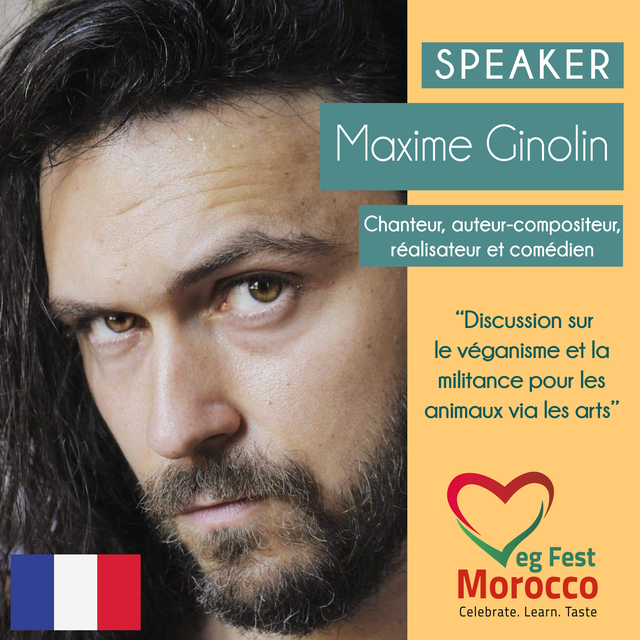 SPEAKER
Maxime Ginolin
Chanteur, auteur-compositeur,
réalisateur et comédien
“Discussion sur
le véganisme et la
militance pour les
animaux via les arts”
Veg Fest
Morocco
Celebrate. Learn. Taste